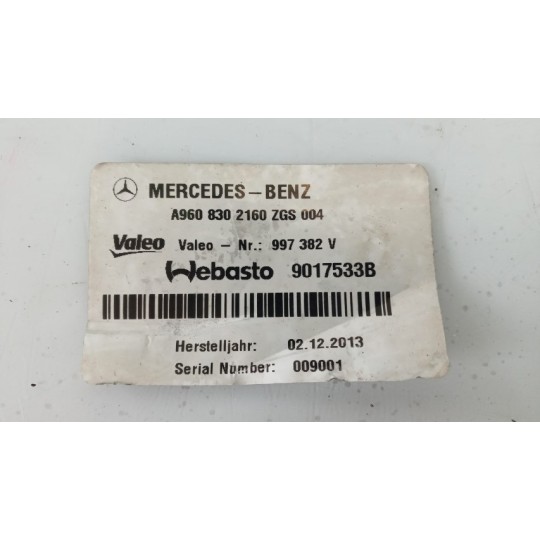 MERCEDES-BENZ
A960 830 2160 ZGS 004
Valeo Valeo - Nr.: 997 382 V
Webasto 9017533B
Herstelljahr: 02.12.2013
Serial Number: 009001